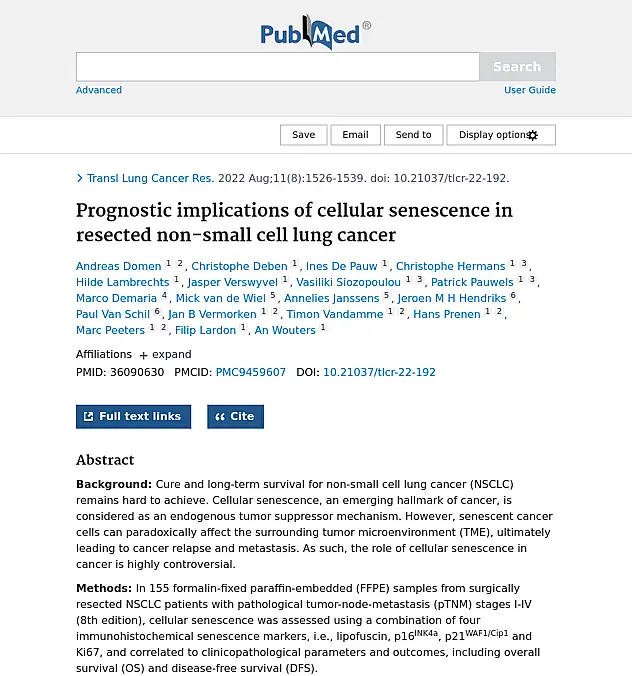 PubMed®
Search
Advanced
User Guide
Save
Email
Send to
Display options
> Transl Lung Cancer Res. 2022 Aug;11(8):1526-1539. doi: 10.21037/tlcr-22-192.
Prognostic implications of cellular senescence in
resected non-small cell lung cancer
Andreas Domen 1 2, Christophe Deben 1, Ines De Pauw 1, Christophe Hermans 1 3,
Hilde Lambrechts 1, Jasper Verswyvel 1, Vasiliki Siozopoulou 1 3, Patrick Pauwels 1 3,
Marco Demaria 4, Mick van de Wiel 5, Annelies Janssens 5, Jeroen M H Hendriks 6,
Paul Van Schil 6, Jan B Vermorken 1 2, Timon Vandamme 1 2, Hans Prenen 1 2,
Marc Peeters 1 2, Filip Lardon 1, An Wouters 1
Affiliations + expand
PMID: 36090630 PMCID: PMC9459607 DOI: 10.21037/tlcr-22-192
Full text links
Cite
Abstract
Background: Cure and long-term survival for non-small cell lung cancer (NSCLC)
remains hard to achieve. Cellular senescence, an emerging hallmark of cancer, is
considered as an endogenous tumor suppressor mechanism. However, senescent cancer
cells can paradoxically affect the surrounding tumor microenvironment (TME), ultimately
leading to cancer relapse and metastasis. As such, the role of cellular senescence in
cancer is highly controversial.
Methods: In 155 formalin-fixed paraffin-embedded (FFPE) samples from surgically
resected NSCLC patients with pathological tumor-node-metastasis (pTNM) stages I-IV
(8th edition), cellular senescence was assessed using a combination of four
immunohistochemical senescence markers, i.e., lipofuscin, p16INK4a, p21WAF1/Cip1 and
Ki67, and correlated to clinicopathological parameters and outcomes, including overall
survival (OS) and disease-free survival (DFS).